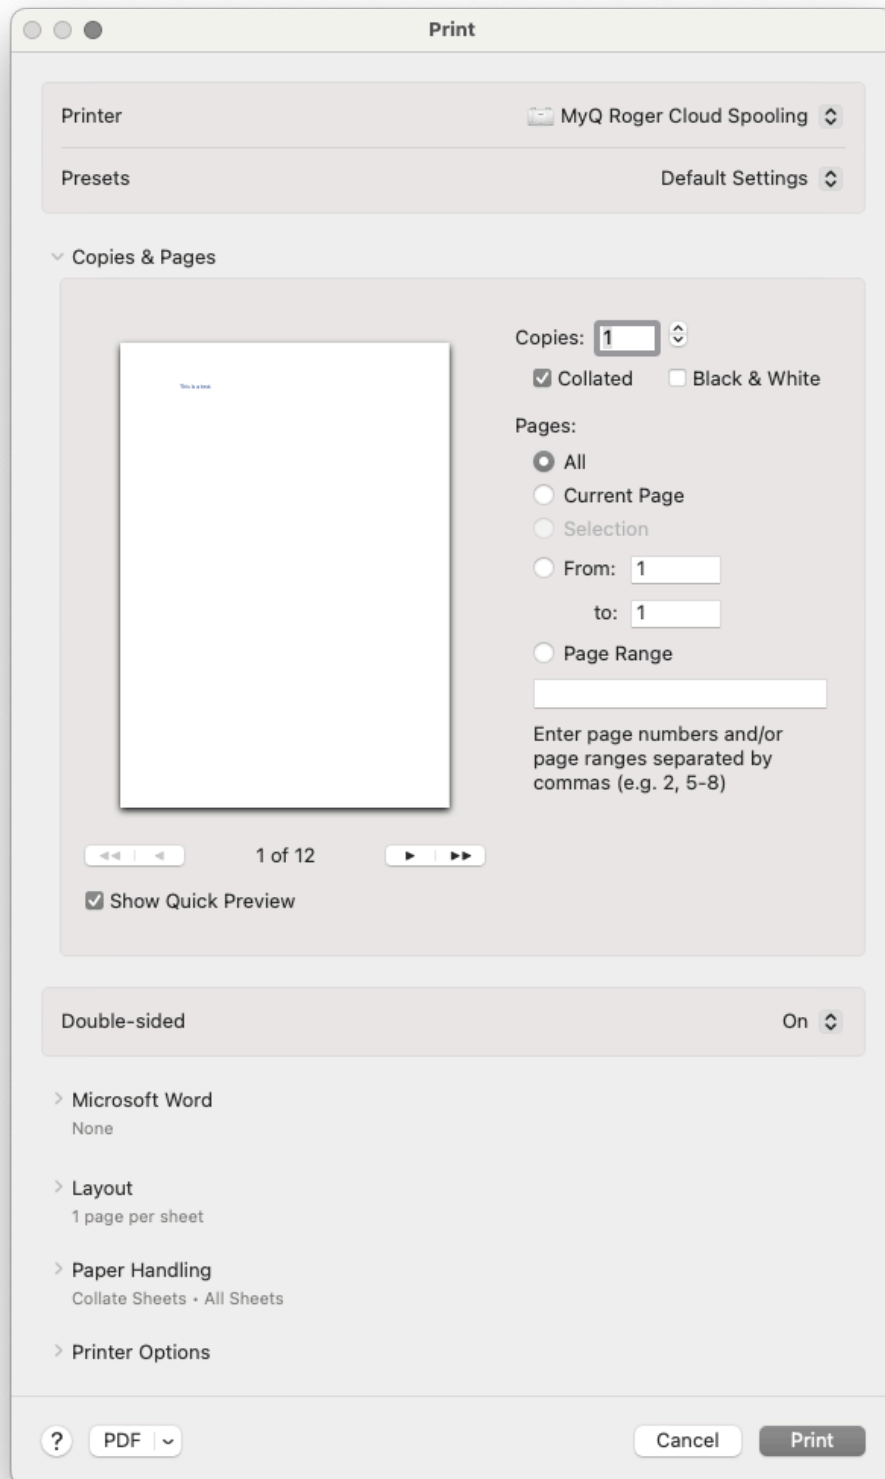 Print
Printer MyQ Roger Cloud Spooling
Presets Default Settings
Copies & Pages
This is a test.
Copies: 1
Collated Black & White
Pages:
All
Current Page
Selection
From: 1
to: 1
Page Range
Enter page numbers and/or
page ranges separated by
commas (e.g. 2, 5-8)
1 of 12
Show Quick Preview
Double-sided On
Microsoft Word
None
Layout
1 page per sheet
Paper Handling
Collate Sheets • All Sheets
Printer Options
? PDF Cancel Print